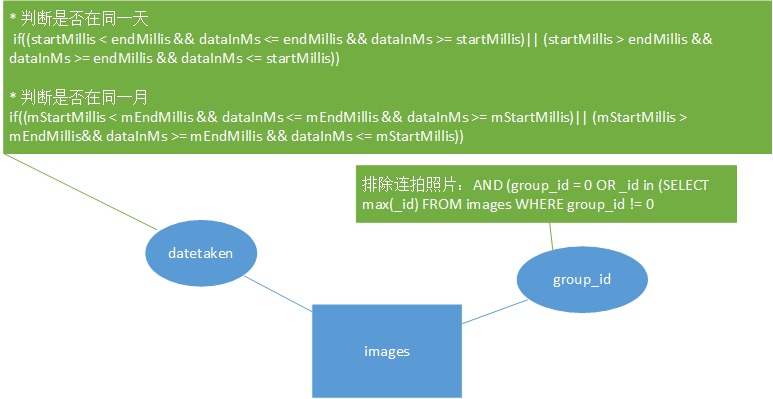 * 判断是否在同一天
if((startMillis < endMillis && dataInMs <= endMillis && dataInMs >= startMillis)|| (startMillis > endMillis &&
dataInMs >= endMillis && dataInMs <= startMillis))
* 判断是否在同一月
if((mStartMillis < mEndMillis && dataInMs <= mEndMillis && dataInMs >= mStartMillis)|| (mStartMillis >
mEndMillis&& dataInMs >= mEndMillis && dataInMs <= mStartMillis))
排除连拍照片：AND (group_id = 0 OR _id in (SELECT
max(_id) FROM images WHERE group_id != 0
datetaken
group_id
images